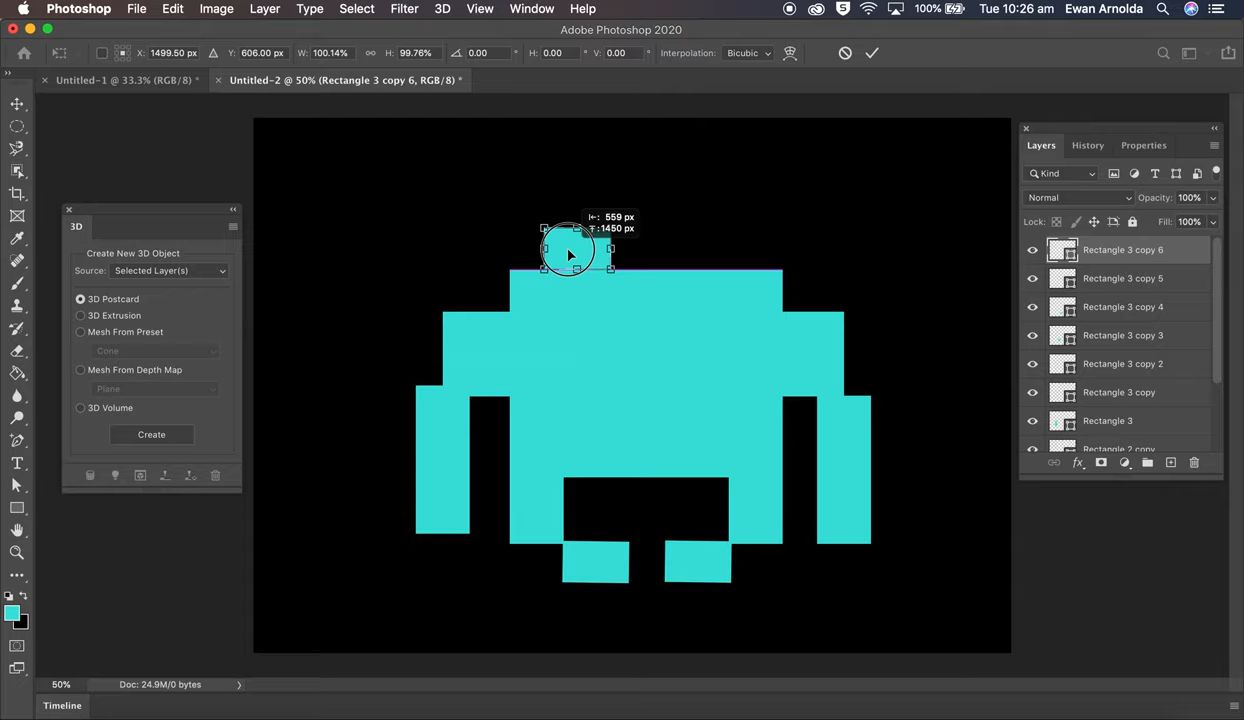 Photoshop File Edit Image Layer Type Select Filter 3D View Window Help 100% Tue 10:26 am Ewan Arnolda
Adobe Photoshop 2020
X: 1499.50 px Y: 606.00 px W: 100.14% H: 99.76% 0.00 ° H: 0.00 ° V: 0.00 ° Interpolation: Bicubic
Untitled-1 @ 33.3% (RGB/8) * Untitled-2 @ 50% (Rectangle 3 copy 6, RGB/8) *
Layers History Properties
Kind
Normal Opacity: 100%
Lock: Fill: 100%
Rectangle 3 copy 6
Rectangle 3 copy 5
Rectangle 3 copy 4
Rectangle 3 copy 3
Rectangle 3 copy 2
Rectangle 3 copy
Rectangle 3
Rectangle 2 copy
3D
Create New 3D Object
Source: Selected Layer(s)
3D Postcard
3D Extrusion
Mesh From Preset
Cone
Mesh From Depth Map
Plane
3D Volume
Create
559 px
1450 px
50% Doc: 24.9M/0 bytes
Timeline